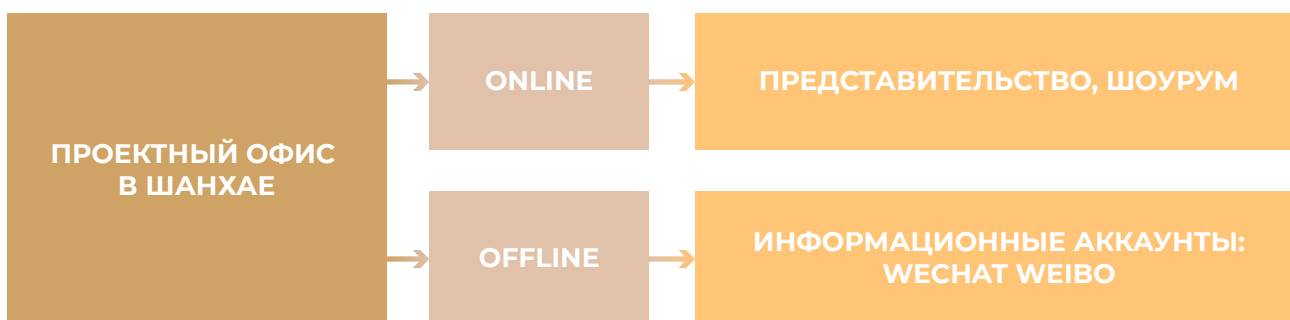 ПРОЕКТНЫЙ ОФИС
В ШАНХАЕ
ONLINE
ПРЕДСТАВИТЕЛЬСТВО, ШОУРУМ
OFFLINE
ИНФОРМАЦИОННЫЕ АККАУНТЫ:
WECHAT WEIBO